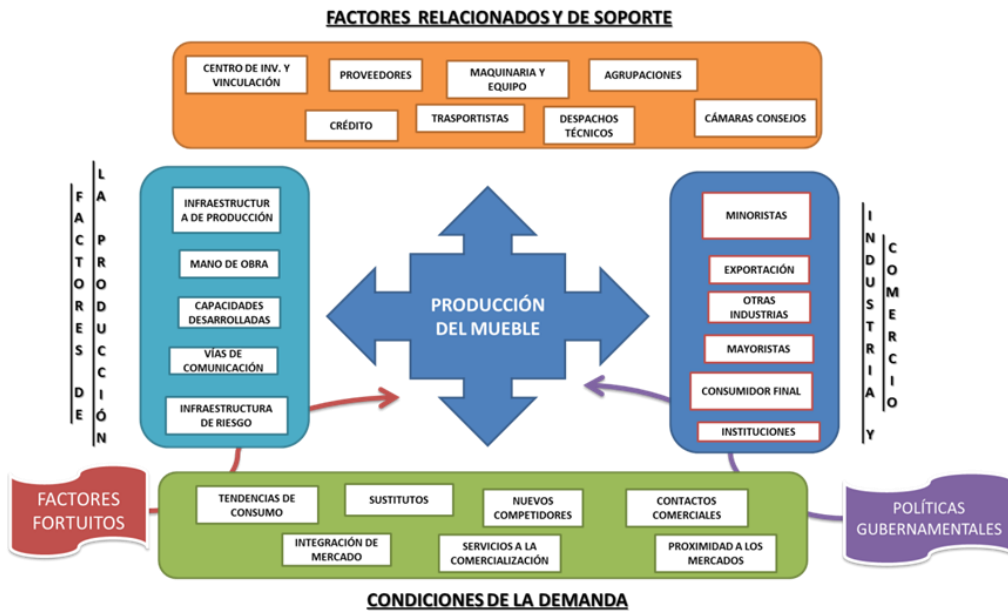 FACTORES RELACIONADOS Y DE SOPORTE
CENTRO DE INV. Y
VINCULACIÓN
PROVEEDORES
MAQUINARIA Y
EQUIPO
AGRUPACIONES
CRÉDITO
TRASPORTISTAS
DESPACHOS
TÉCNICOS
CÁMARAS CONSEJOS
FACTORES DE
LA PRODUCCIÓN
INFRAESTRUCTUR
A DE PRODUCCIÓN
MANO DE OBRA
CAPACIDADES
DESARROLLADAS
VÍAS DE
COMUNICACIÓN
INFRAESTRUCTURA
DE RIESGO
PRODUCCIÓN
DEL MUEBLE
MINORISTAS
EXPORTACIÓN
OTRAS
INDUSTRIAS
MAYORISTAS
CONSUMIDOR FINAL
INSTITUCIONES
INDUSTRIA Y
COMERCIO
FACTORES
FORTUITOS
TENDENCIAS DE
CONSUMO
SUSTITUTOS
NUEVOS
COMPETIDORES
CONTACTOS
COMERCIALES
INTEGRACIÓN DE
MERCADO
SERVICIOS A LA
COMERCIALIZACIÓN
PROXIMIDAD A LOS
MERCADOS
POLÍTICAS
GUBERNAMENTALES
CONDICIONES DE LA DEMANDA